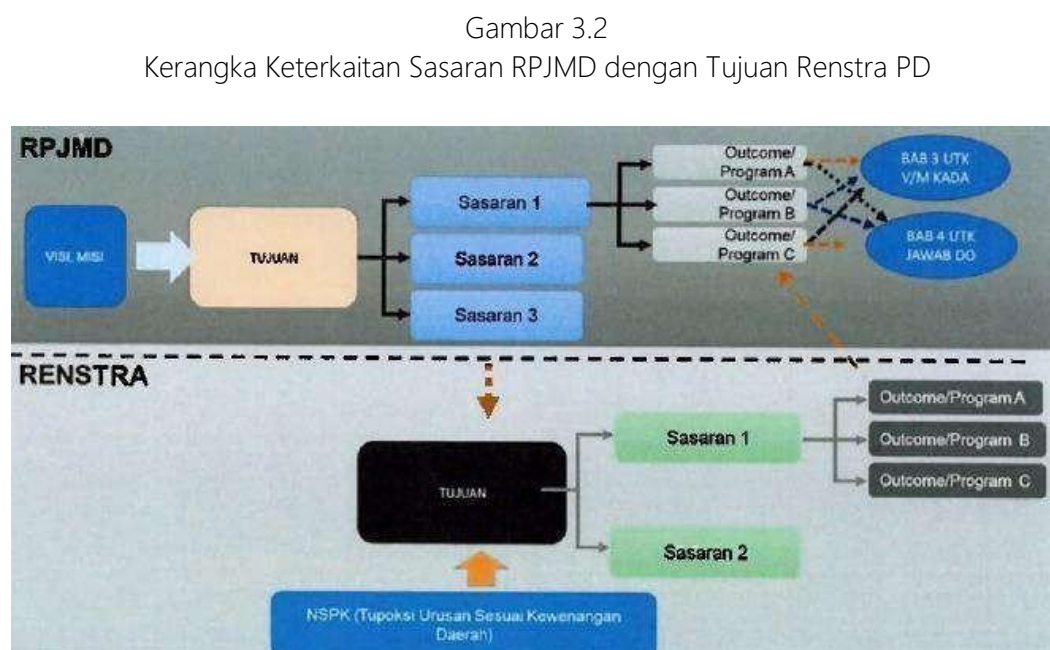 Gambar 3.2
Kerangka Keterkaitan Sasaran RPJMD dengan Tujuan Renstra PD
RPJMD
VISI, MISI
TUJUAN
Sasaran 1
Sasaran 2
Sasaran 3
Outcome/
Program A
Outcome/
Program B
Outcome/
Program C
BAB 3 UTK
V/M KADA
BAB 4 UTK
JAWAB DO
RENSTRA
TUJUAN
Sasaran 1
Sasaran 2
Outcome/Program A
Outcome/Program B
Outcome/Program C
NSPK (Tupoksi Urusan Sesuai Kewenangan
Daerah)